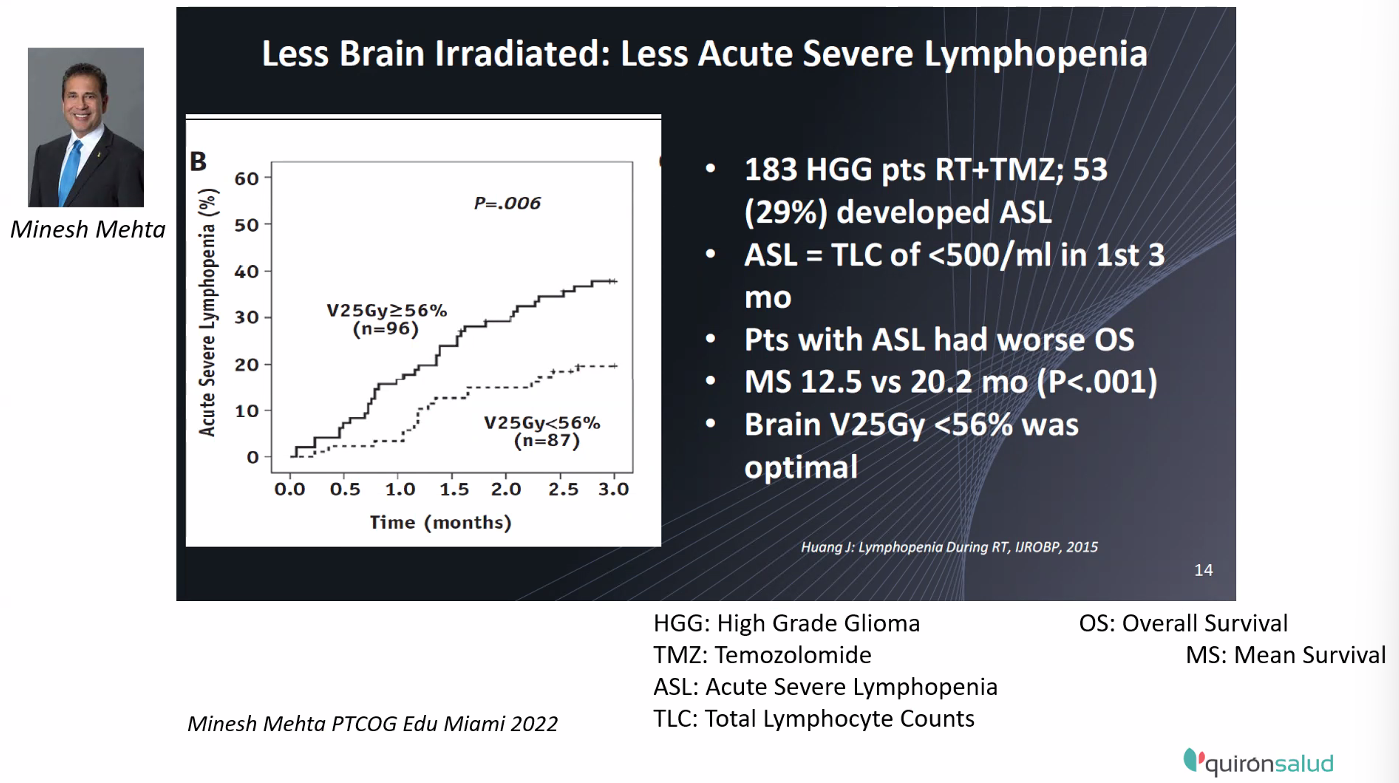 Less Brain Irradiated: Less Acute Severe Lymphopenia
Minesh Mehta
B
Acute Severe Lymphopenia (%)
60
50
40
30
20
10
0
P=.006
V25Gy≥56%
(n=96)
V25Gy<56%
(n=87)
0.0 0.5 1.0 1.5 2.0 2.5 3.0
Time (months)
• 183 HGG pts RT+TMZ; 53
(29%) developed ASL
• ASL = TLC of <500/ml in 1st 3
mo
• Pts with ASL had worse OS
• MS 12.5 vs 20.2 mo (P<.001)
• Brain V25Gy <56% was
optimal
Huang J: Lymphopenia During RT, IJROBP, 2015
14
HGG: High Grade Glioma
TMZ: Temozolomide
ASL: Acute Severe Lymphopenia
TLC: Total Lymphocyte Counts
OS: Overall Survival
MS: Mean Survival
Minesh Mehta PTCOG Edu Miami 2022
quirónsalud